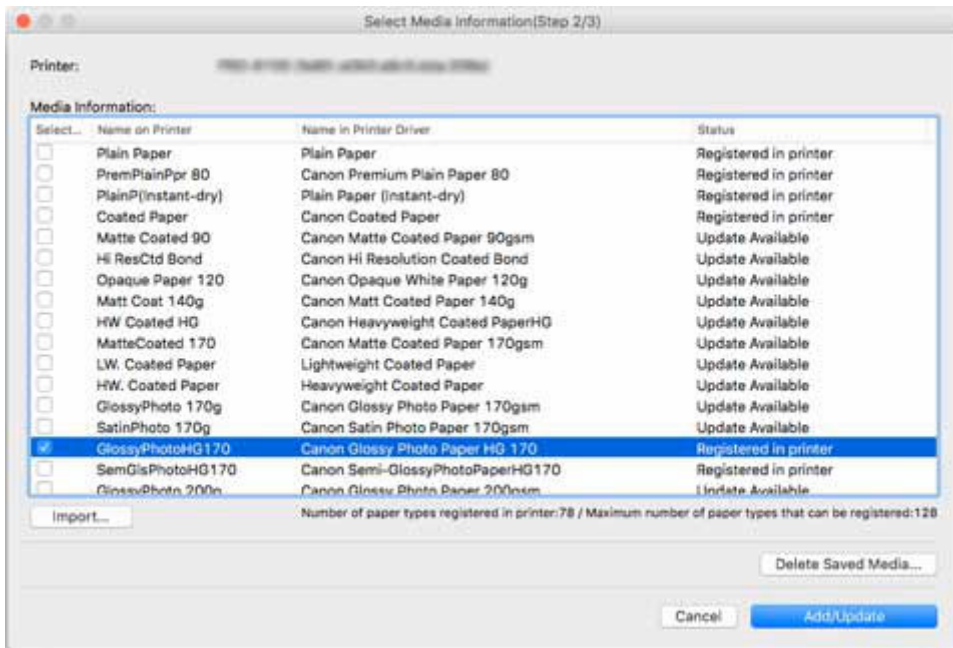 Select Media Information(Step 2/3)
Printer:
Media Information:
Select... Name on Printer Name in Printer Driver Status
Plain Paper Plain Paper Registered in printer
PremPlainPpr 80 Canon Premium Plain Paper 80 Registered in printer
PlainP(Instant-dry) Plain Paper (instant-dry) Registered in printer
Coated Paper Canon Coated Paper Registered in printer
Matte Coated 90 Canon Matte Coated Paper 90gsm Update Available
Hi ResCtd Bond Canon Hi Resolution Coated Bond Update Available
Opaque Paper 120 Canon Opaque White Paper 120g Update Available
Matt Coat 140g Canon Matt Coated Paper 140g Update Available
HW Coated HG Canon Heavyweight Coated PaperHG Update Available
MatteCoated 170 Canon Matte Coated Paper 170gsm Update Available
LW. Coated Paper Lightweight Coated Paper Update Available
HW. Coated Paper Heavyweight Coated Paper Update Available
GlossyPhoto 170g Canon Glossy Photo Paper 170gsm Update Available
SatinPhoto 170g Canon Satin Photo Paper 170gsm Update Available
GlossyPhotoHG170 Canon Glossy Photo Paper HG 170 Registered in printer
SemGlsPhotoHG170 Canon Semi-GlossyPhotoPaperHG170 Registered in printer
GlossyPhoto 200g Canon Glossy Photo Paper 200gsm Update Available
Import... Number of paper types registered in printer:78 / Maximum number of paper types that can be registered:128
Delete Saved Media...
Cancel Add/Update